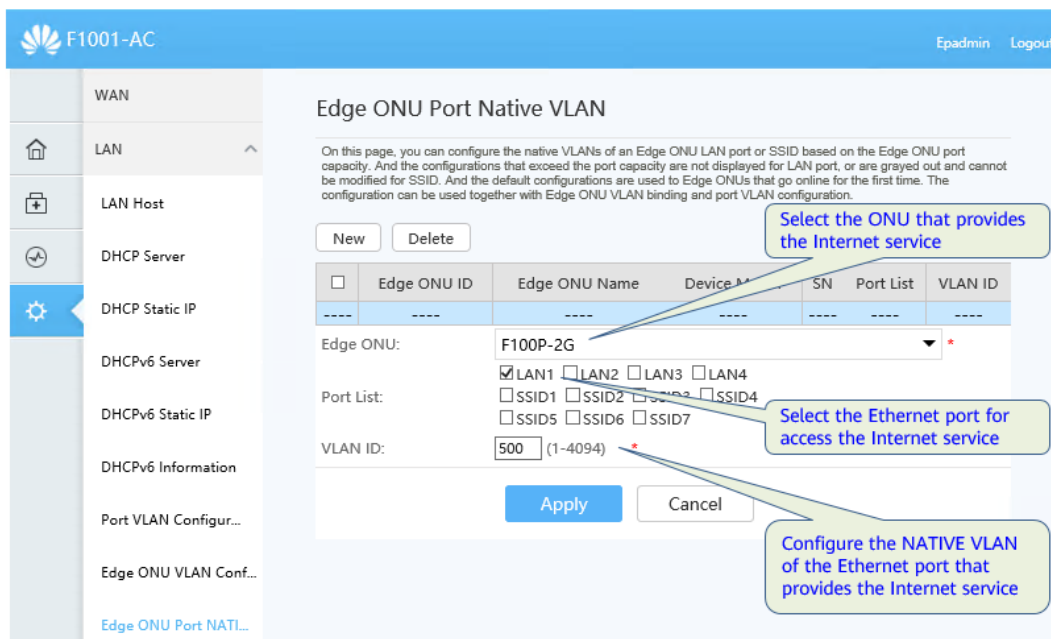 F1001-AC
Epadmin Logout
WAN
LAN
LAN Host
DHCP Server
DHCP Static IP
DHCPv6 Server
DHCPv6 Static IP
DHCPv6 Information
Port VLAN Configur...
Edge ONU VLAN Conf...
Edge ONU Port NATI...
Edge ONU Port Native VLAN
On this page, you can configure the native VLANs of an Edge ONU LAN port or SSID based on the Edge ONU port
capacity. And the configurations that exceed the port capacity are not displayed for LAN port, or are grayed out and cannot
be modified for SSID. And the default configurations are used to Edge ONUs that go online for the first time. The
configuration can be used together with Edge ONU VLAN binding and port VLAN configuration.
Select the ONU that provides
the Internet service
New Delete
Edge ONU ID Edge ONU Name Device SN Port List VLAN ID
---- ---- ---- ---- ---- ---- ----
Edge ONU: F100P-2G *
Port List:
LAN1 LAN2 LAN3 LAN4
SSID1 SSID2 SSID3 SSID4
SSID5 SSID6 SSID7
Select the Ethernet port for
access the Internet service
VLAN ID: 500 (1-4094) *
Apply Cancel
Configure the NATIVE VLAN
of the Ethernet port that
provides the Internet service